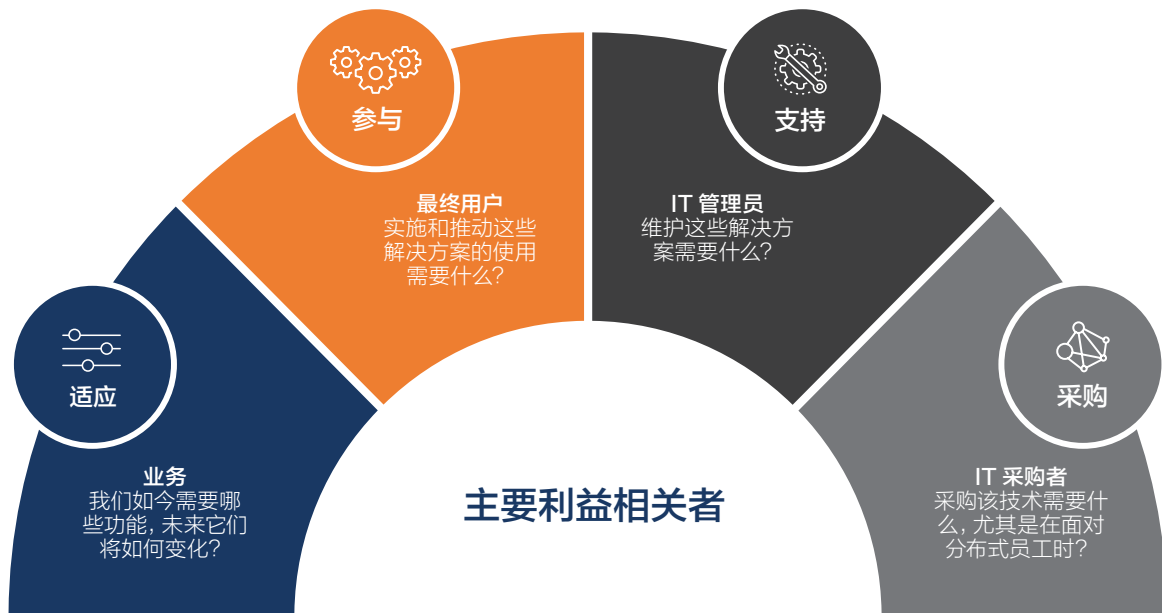 参与
最终用户
实施和推动这些
解决方案的使用
需要什么?
支持
IT 管理员
维护这些解决方
案需要什么?
适应
业务
我们如今需要哪
些功能, 未来它们
将如何变化?
采购
IT 采购者
采购该技术需要什
么, 尤其是在面对
分布式员工时?
主要利益相关者